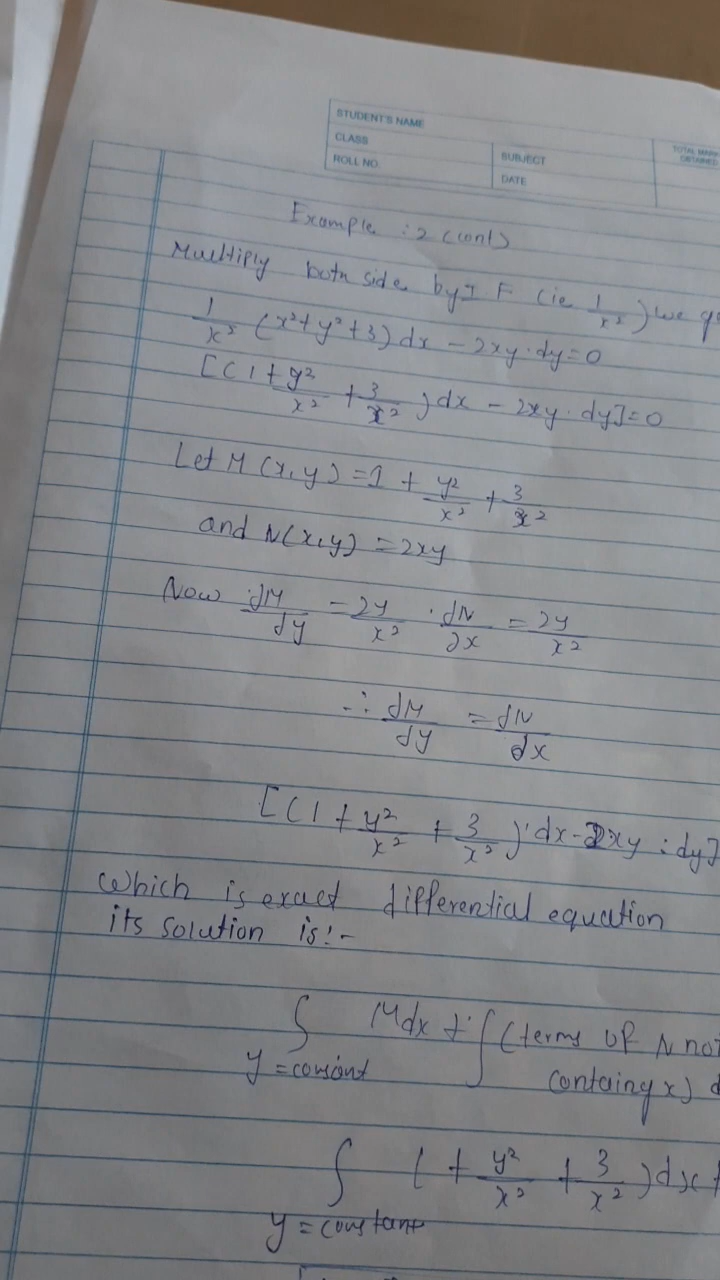 STUDENT'S NAME
CLASS
ROLL NO.
SUBJECT
DATE
TOTAL MARK
OBTAINED
Example :2 (cont)
Multiply both side by I F (ie 1/x²) we g
1/x² (x²+y²+3)dx - 2xy·dy=0
[(1+y²/x² + 3/x²)dx - 2xy·dy]=0
Let M(x,y)=1 + y²/x² + 3/x²
and N(x,y) = 2xy
Now ∂M/∂y = 2y/x² · ∂N/∂x = 2y/x²
∴ ∂M/∂y = ∂N/∂x
[(1 + y²/x² + 3/x²)·dx-2xy:dy]
which is exact differential equation
its solution is:-
∫ Mdx + ∫(terms of N not
y = constant containg x) d
∫ (+ y²/x² + 3/x²)dx +
y = constant